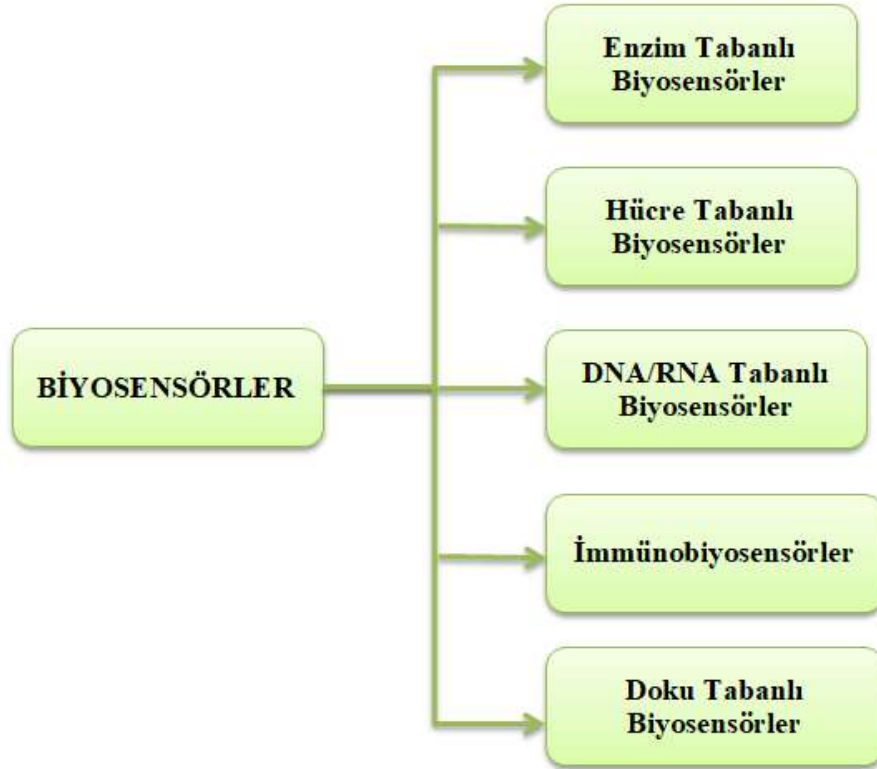 Enzim Tabanlı
Biyosensörler
Hücre Tabanlı
Biyosensörler
BİYOSENSÖRLER
DNA/RNA Tabanlı
Biyosensörler
İmmünobiyosensörler
Doku Tabanlı
Biyosensörler